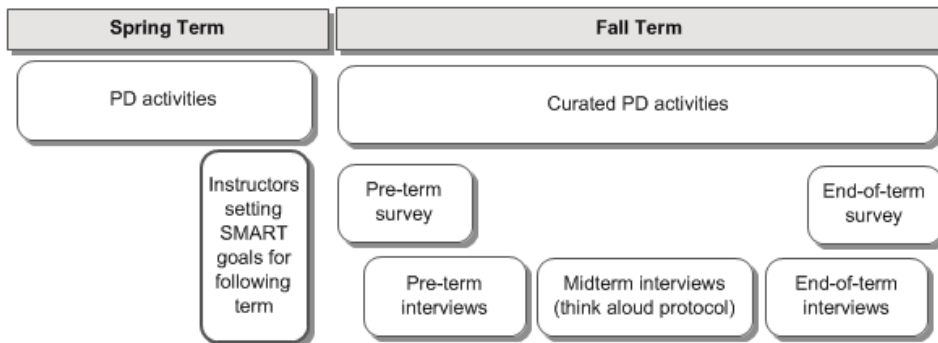 Spring Term
Fall Term
PD activities
Curated PD activities
Instructors
setting
SMART
goals for
following
term
Pre-term
survey
End-of-term
survey
Pre-term
interviews
Midterm interviews
(think aloud protocol)
End-of-term
interviews